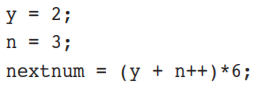 y = 2;
n = 3;
nextnum = (y + n++)*6;